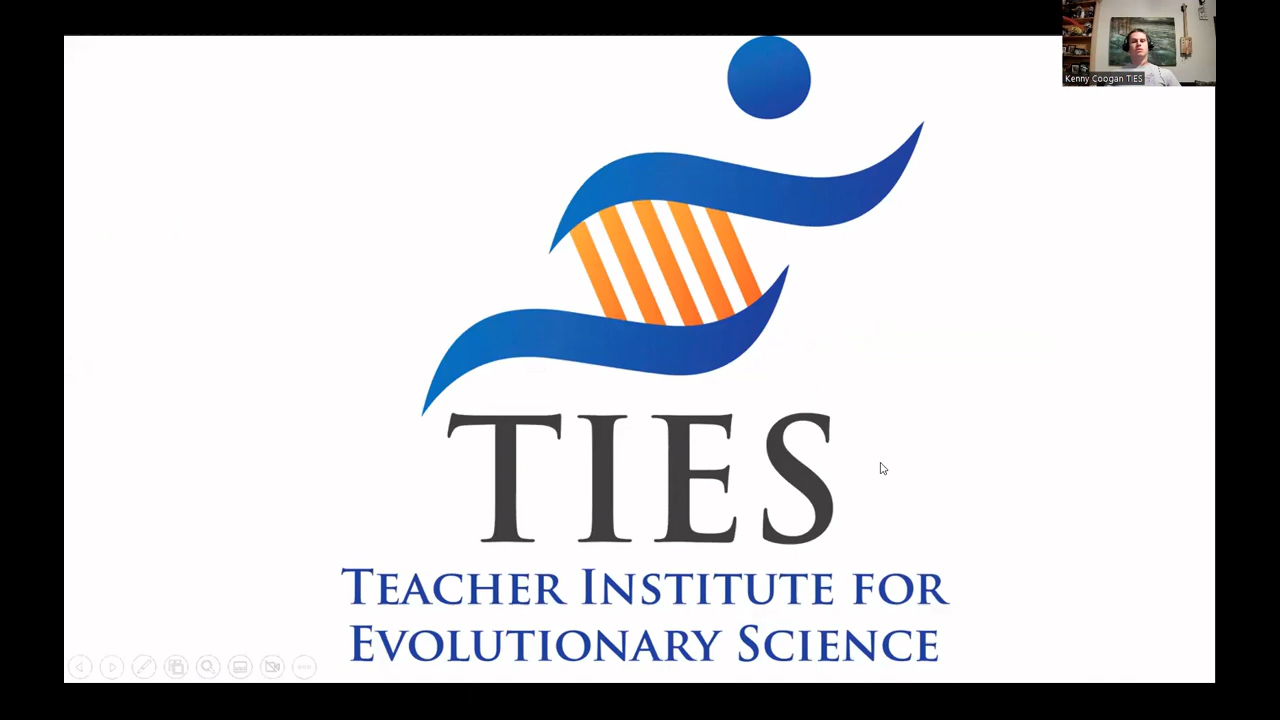 Kenny Coogan TIES
TIES
TEACHER INSTITUTE FOR
EVOLUTIONARY SCIENCE